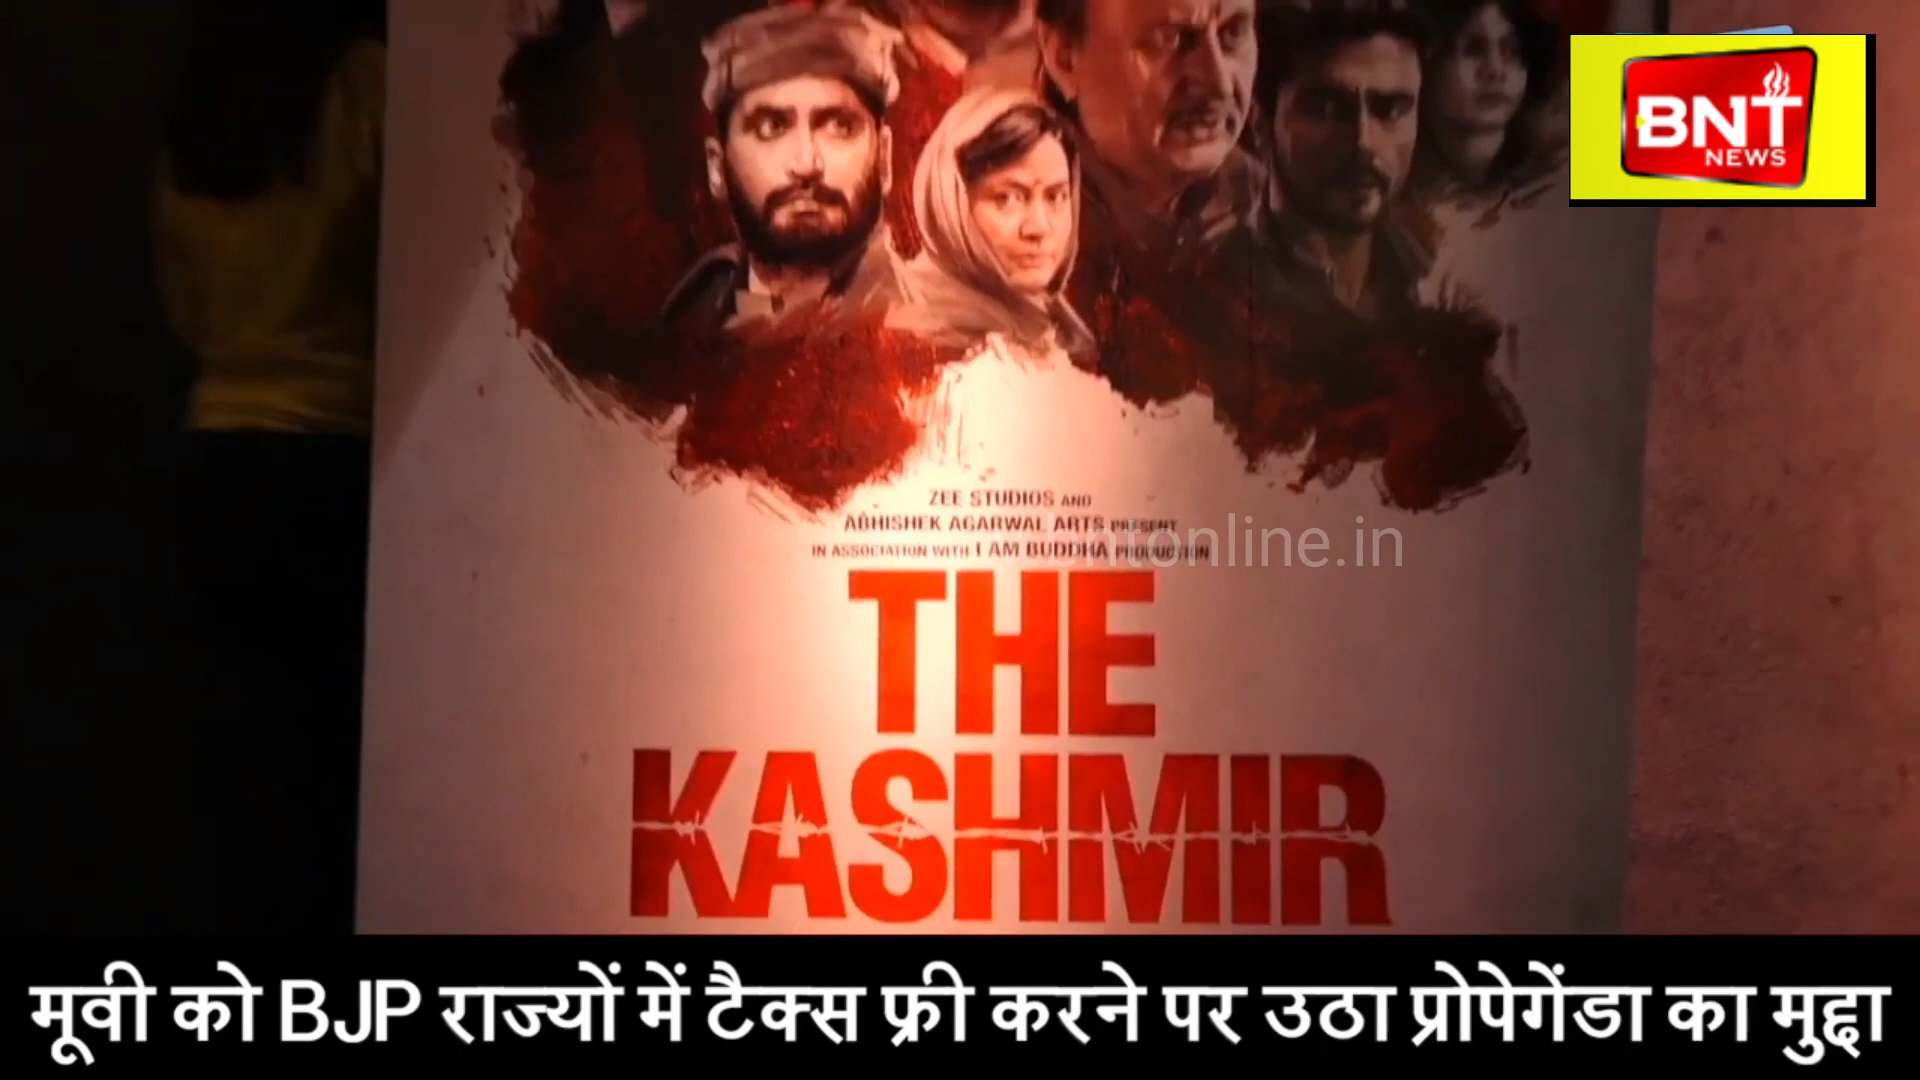 BNT
NEWS
ZEE STUDIOS AND
ABHISHEK AGARWAL ARTS PRESENT
IN ASSOCIATION WITH I AM BUDDHA PRODUCTION
bntonline.in
THE
KASHMIR
मूवी को BJP राज्यों में टैक्स फ्री करने पर उठा प्रोपेगेंडा का मुद्दा